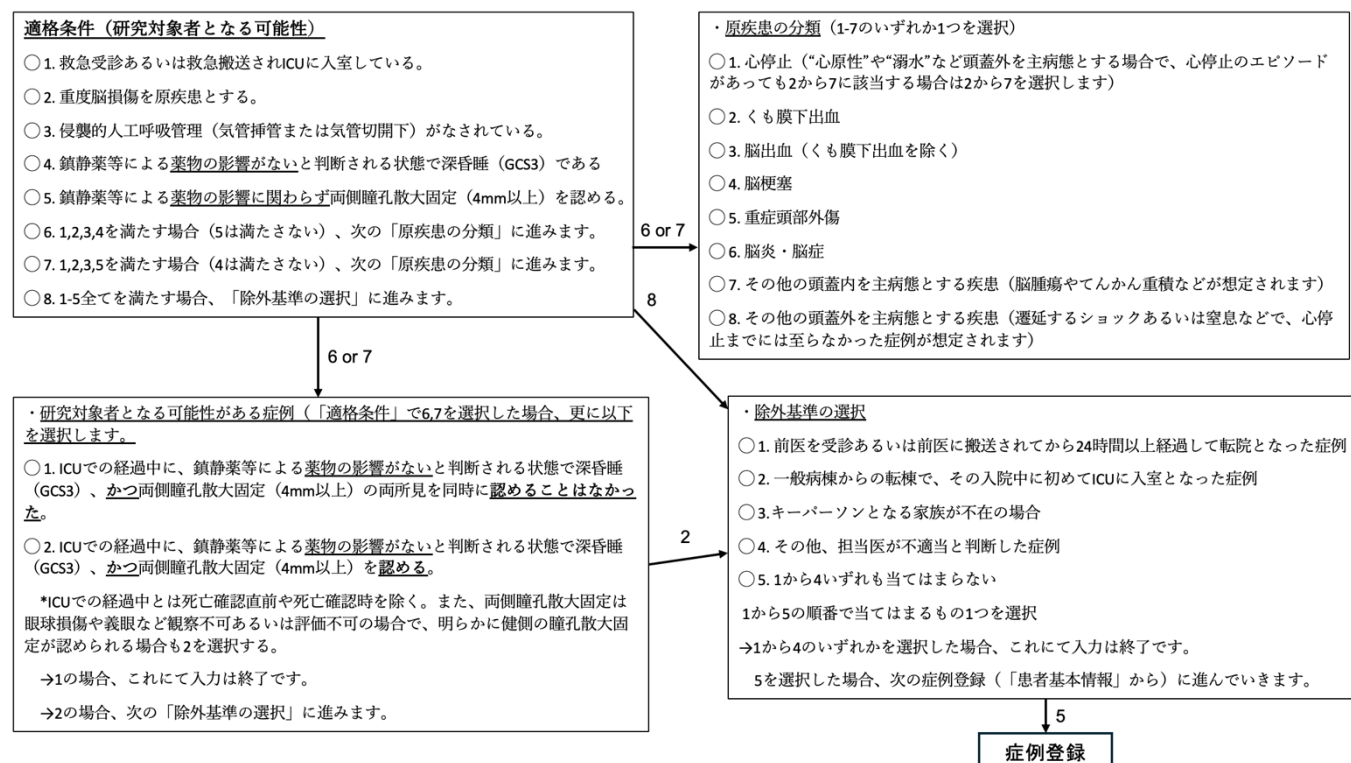 適格条件（研究対象者となる可能性）
○1. 救急受診あるいは救急搬送されICUに入室している。
○2. 重度脳損傷を原疾患とする。
○3. 侵襲的人工呼吸管理（気管挿管または気管切開下）がなされている。
○4. 鎮静薬等による薬物の影響がないと判断される状態で深昏睡（GCS3）である
○5. 鎮静薬等による薬物の影響に関わらず両側瞳孔散大固定（4mm以上）を認める。
○6. 1,2,3,4を満たす場合（5は満たさない）、次の「原疾患の分類」に進みます。
○7. 1,2,3,5を満たす場合（4は満たさない）、次の「原疾患の分類」に進みます。
○8. 1-5全てを満たす場合、「除外基準の選択」に進みます。
6 or 7
・原疾患の分類（1-7のいずれか1つを選択）
○1. 心停止（“心原性”や“溺水”など頭蓋外を主病態とする場合で、心停止のエピソード
があっても2から7に該当する場合は2から7を選択します）
○2. くも膜下出血
○3. 脳出血（くも膜下出血を除く）
○4. 脳梗塞
○5. 重症頭部外傷
○6. 脳炎・脳症
○7. その他の頭蓋内を主病態とする疾患（脳腫瘍やてんかん重積などが想定されます）
○8. その他の頭蓋外を主病態とする疾患（遷延するショックあるいは窒息などで、心停
止までには至らなかった症例が想定されます）
8
6 or 7
・研究対象者となる可能性がある症例（「適格条件」で6,7を選択した場合、更に以下
を選択します。
○1. ICUでの経過中に、鎮静薬等による薬物の影響がないと判断される状態で深昏睡
（GCS3）、かつ両側瞳孔散大固定（4mm以上）の両所見を同時に認めることはなかっ
た。
○2. ICUでの経過中に、鎮静薬等による薬物の影響がないと判断される状態で深昏睡
（GCS3）、かつ両側瞳孔散大固定（4mm以上）を認める。
*ICUでの経過中とは死亡確認直前や死亡確認時を除く。また、両側瞳孔散大固定は
眼球損傷や義眼など観察不可あるいは評価不可の場合で、明らかに健側の瞳孔散大固
定が認められる場合も2を選択する。
→1の場合、これにて入力は終了です。
→2の場合、次の「除外基準の選択」に進みます。
2
・除外基準の選択
○1. 前医を受診あるいは前医に搬送されてから24時間以上経過して転院となった症例
○2. 一般病棟からの転棟で、その入院中に初めてICUに入室となった症例
○3.キーパーソンとなる家族が不在の場合
○4. その他、担当医が不適当と判断した症例
○5. 1から4いずれも当てはまらない
1から5の順番で当てはまるもの1つを選択
→1から4のいずれかを選択した場合、これにて入力は終了です。
5を選択した場合、次の症例登録（「患者基本情報」から）に進んでいきます。
5
症例登録